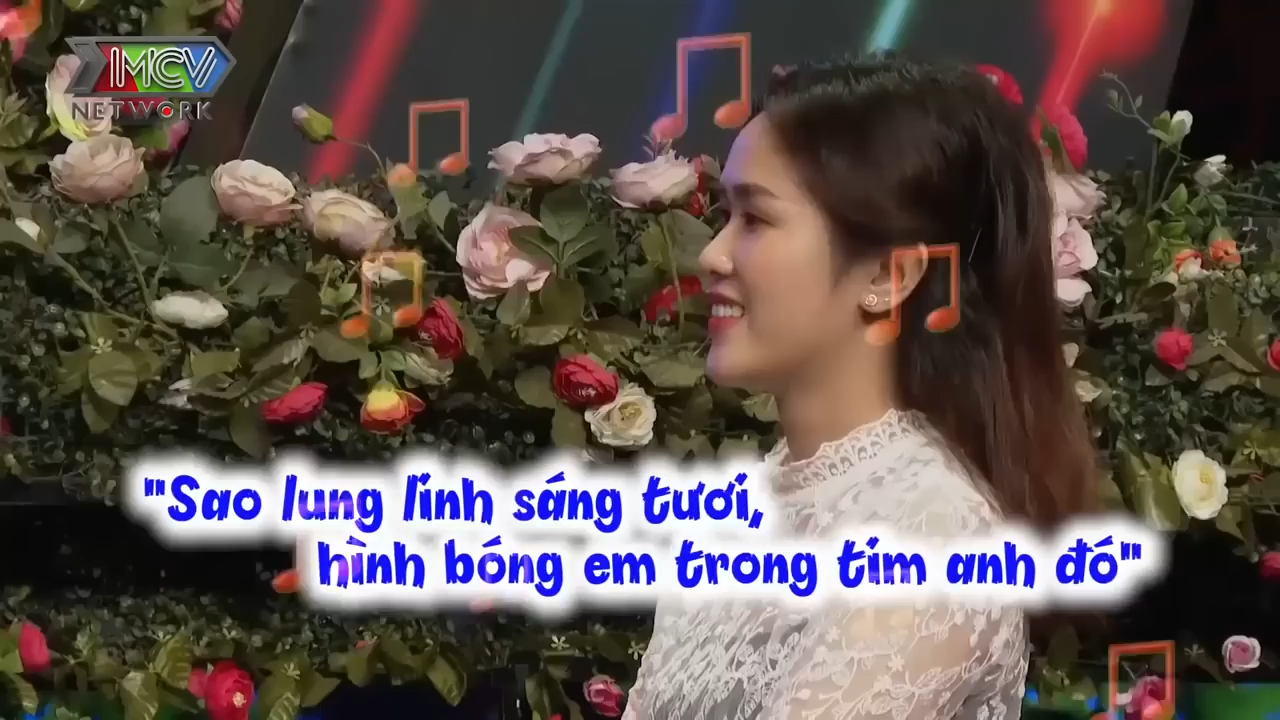 MCV
NETWORK
"'Sao lung linh sáng tươi,
hình bóng em trong tim anh đó'"